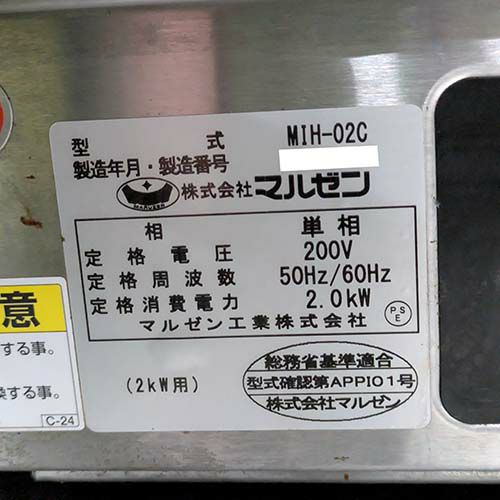 型式 MIH-02C
製造年月・製造番号
MARUZEN
株式会社マルゼン
相 単相
定格電圧 200V
定格周波数 50Hz/60Hz
定格消費電力 2.0kW
マルゼン工業株式会社
PSE
(2kW用)
総務省基準適合
型式確認第APPI01号
株式会社マルゼン
意
する事。
換する事。
C-24